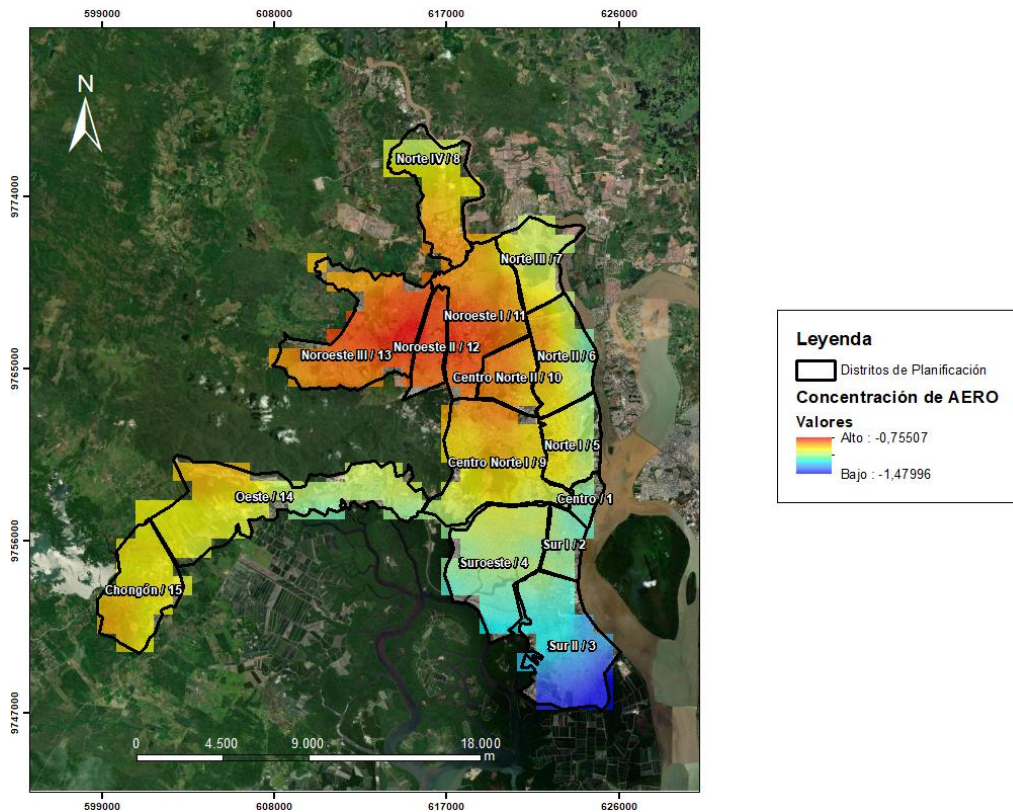 599000 608000 617000 626000
N
9774000
9765000
9756000
9747000
Norte IV / 8
Norte III / 7
Noroeste I / 11
Noroeste II / 12
Noroeste III / 13
Norte II / 6
Centro Norte II / 10
Norte I / 5
Centro Norte I / 9
Oeste / 14
Centro / 1
Sur I / 2
Suroeste / 4
Chongón / 15
Sur II / 3
0 4.500 9.000 18.000
m
599000 608000 617000 626000
Leyenda
Distritos de Planificación
Concentración de AERO
Valores
Alto : -0,75507
Bajo : -1,47996